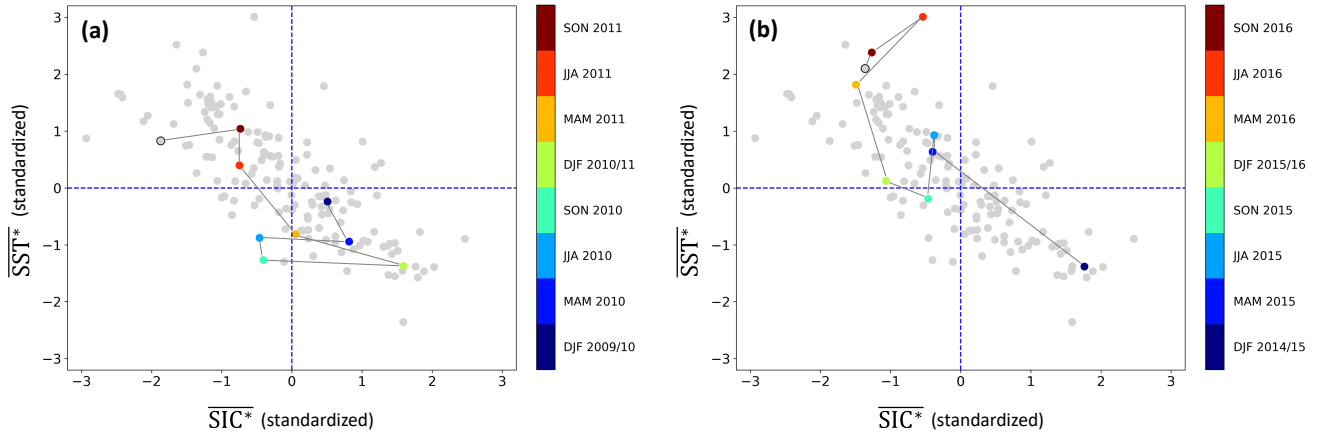 (a)
3
2
1
0
−1
−2
−3
−3 −2 −1 0 1 2 3
SST* (standardized)
SIC* (standardized)
SON 2011
JJA 2011
MAM 2011
DJF 2010/11
SON 2010
JJA 2010
MAM 2010
DJF 2009/10
(b)
3
2
1
0
−1
−2
−3
−3 −2 −1 0 1 2 3
SST* (standardized)
SIC* (standardized)
SON 2016
JJA 2016
MAM 2016
DJF 2015/16
SON 2015
JJA 2015
MAM 2015
DJF 2014/15